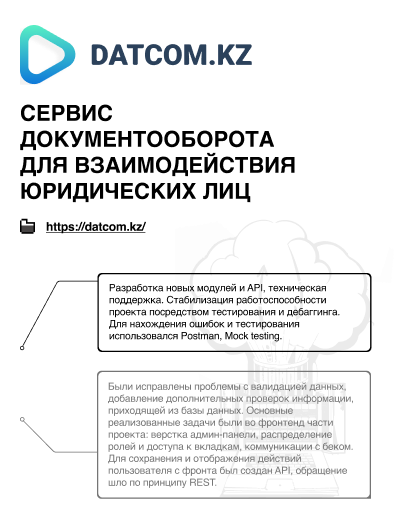 DATCOM.KZ
СЕРВИС
ДОКУМЕНТООБОРОТА
ДЛЯ ВЗАИМОДЕЙСТВИЯ
ЮРИДИЧЕСКИХ ЛИЦ
https://datcom.kz/
Разработка новых модулей и API, техническая
поддержка. Стабилизация работоспособности
проекта посредством тестирования и дебаггинга.
Для нахождения ошибок и тестирования
использовался Postman, Mock testing.
Были исправлены проблемы с валидацией данных,
добавление дополнительных проверок информации,
приходящей из базы данных. Основные
реализованные задачи были во фронтенд части
проекта: верстка админ-панели, распределение
ролей и доступа к вкладкам, коммуникации с беком.
Для сохранения и отображения действий
пользователя с фронта был создан API, обращение
шло по принципу REST.